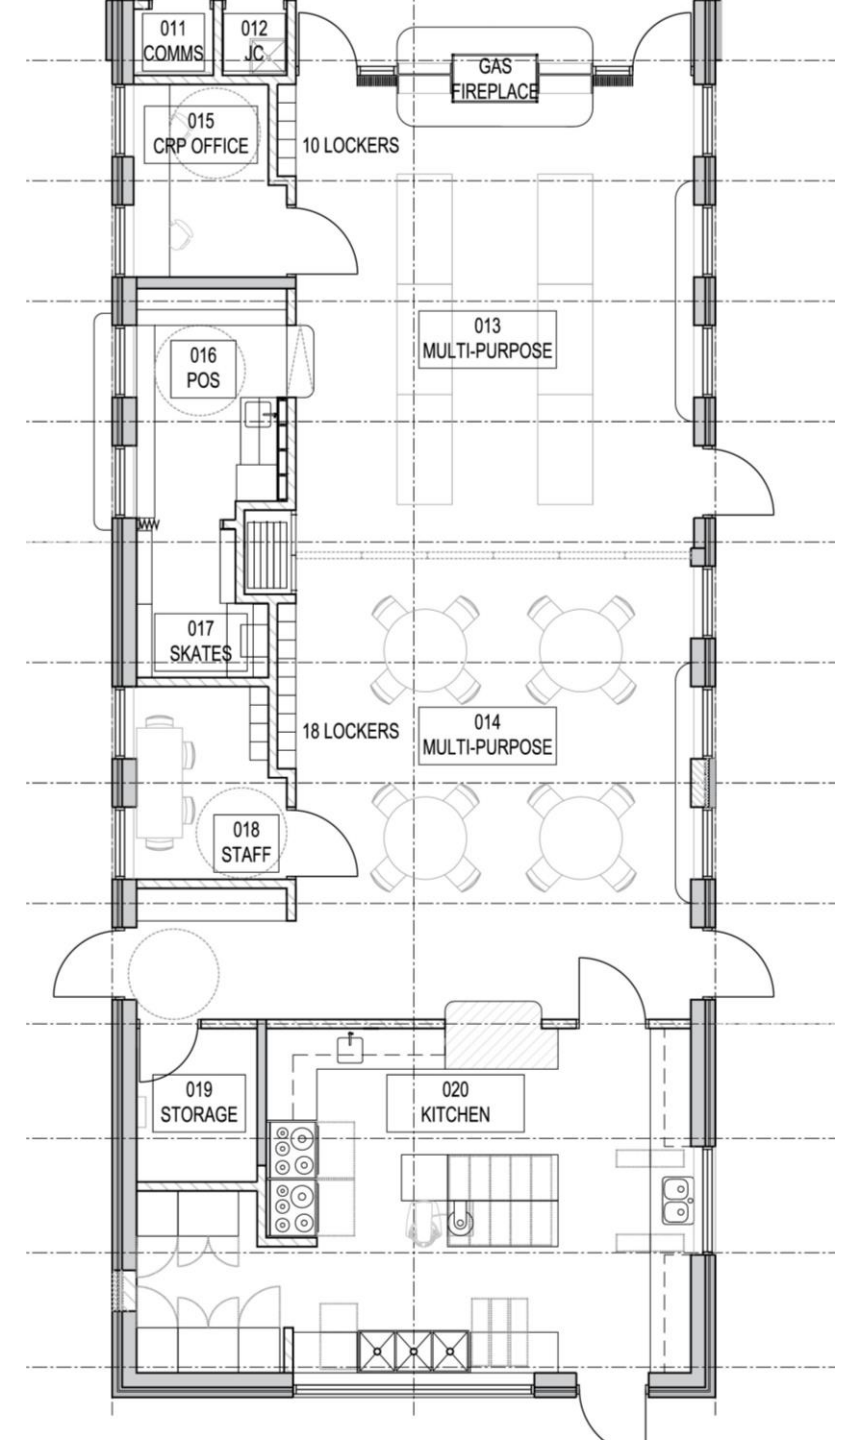 011
COMMS
012
JC
GAS
FIREPLACE
015
CRP OFFICE
10 LOCKERS
013
MULTI-PURPOSE
016
POS
017
SKATES
18 LOCKERS
014
MULTI-PURPOSE
018
STAFF
019
STORAGE
020
KITCHEN